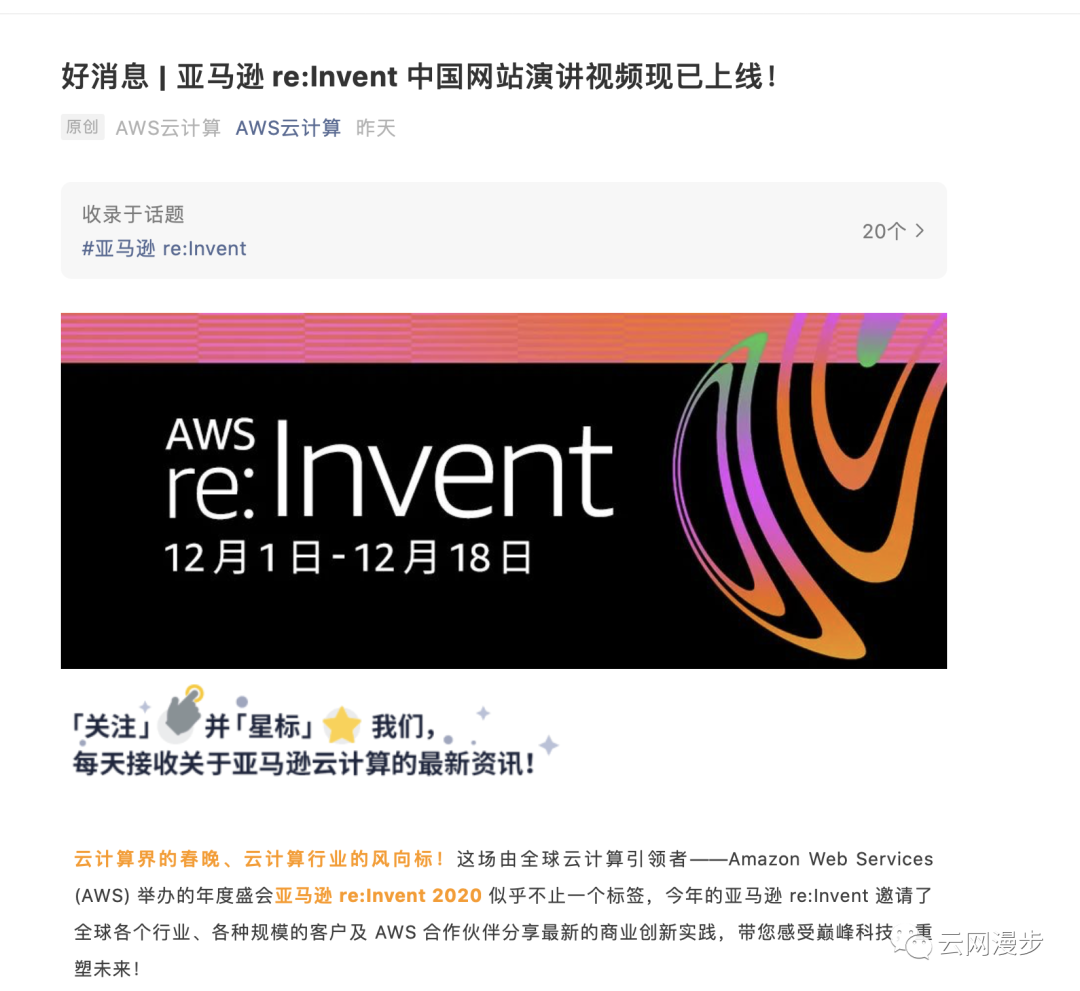 好消息 | 亚马逊 re:Invent 中国网站演讲视频现已上线！
原创 AWS云计算 AWS云计算 昨天
收录于话题
#亚马逊 re:Invent
20个 >
AWS
re:Invent
12月1日-12月18日
「关注」并「星标」我们，
每天接收关于亚马逊云计算的最新资讯！
云计算界的春晚、云计算行业的风向标！这场由全球云计算引领者——Amazon Web Services
(AWS) 举办的年度盛会亚马逊 re:Invent 2020 似乎不止一个标签，今年的亚马逊 re:Invent 邀请了
全球各个行业、各种规模的客户及 AWS 合作伙伴分享最新的商业创新实践，带您感受巅峰科技、重
塑未来！
云网漫步